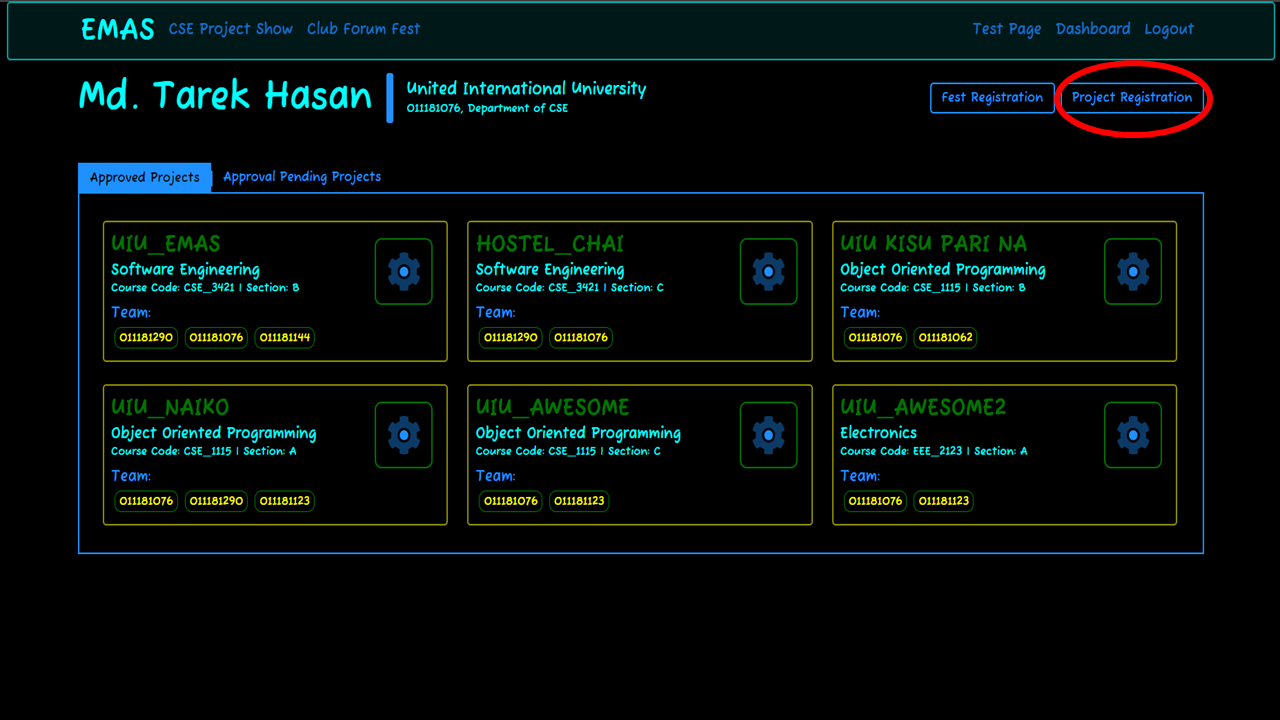 EMAS CSE Project Show Club Forum Fest Test Page Dashboard Logout
Md. Tarek Hasan
United International University
011181076, Department of CSE
Fest Registration
Project Registration
Approved Projects
Approval Pending Projects
UIU_EMAS
Software Engineering
Course Code: CSE_3421 | Section: B
Team:
011181290 011181076 011181144
HOSTEL_CHAI
Software Engineering
Course Code: CSE_3421 | Section: C
Team:
011181290 011181076
UIU KISU PARI NA
Object Oriented Programming
Course Code: CSE_1115 | Section: B
Team:
011181076 011181062
UIU_NAIKO
Object Oriented Programming
Course Code: CSE_1115 | Section: A
Team:
011181076 011181290 011181123
UIU_AWESOME
Object Oriented Programming
Course Code: CSE_1115 | Section: C
Team:
011181076 011181123
UIU_AWESOME2
Electronics
Course Code: EEE_2123 | Section: A
Team:
011181076 011181123